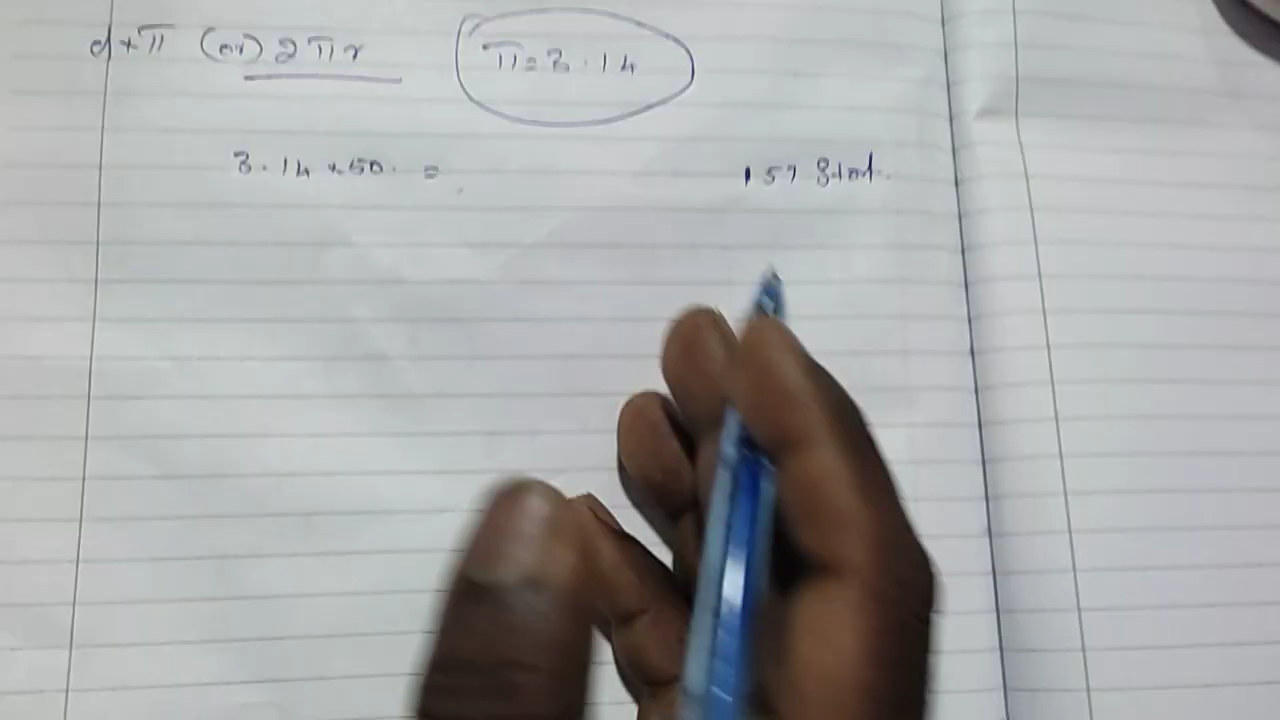 d*π (or) 2πr π=3.14
3.14 * 50. = 157